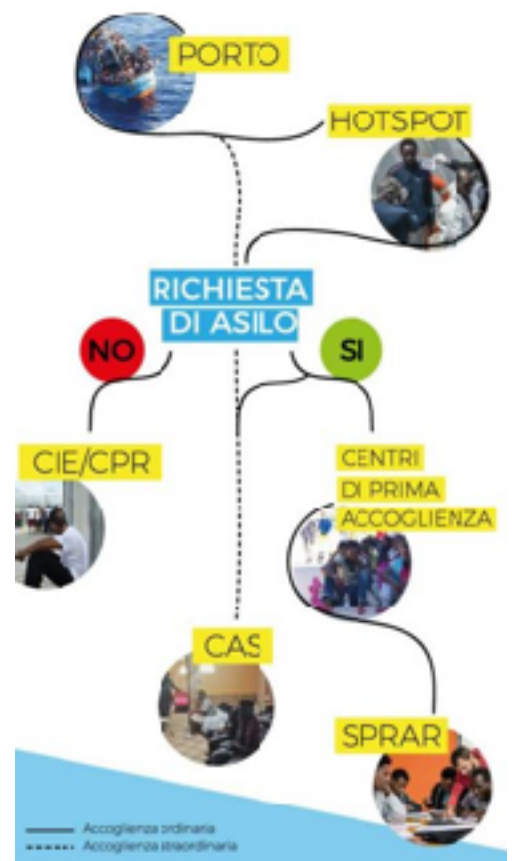 PORTO
HOTSPOT
RICHIESTA
DI ASILO
NO
SI
CIE/CPR
CENTRI
DI PRIMA
ACCOGLIENZA
CAS
SPRAR
Accoglienza ordinaria
Accoglienza straordinaria